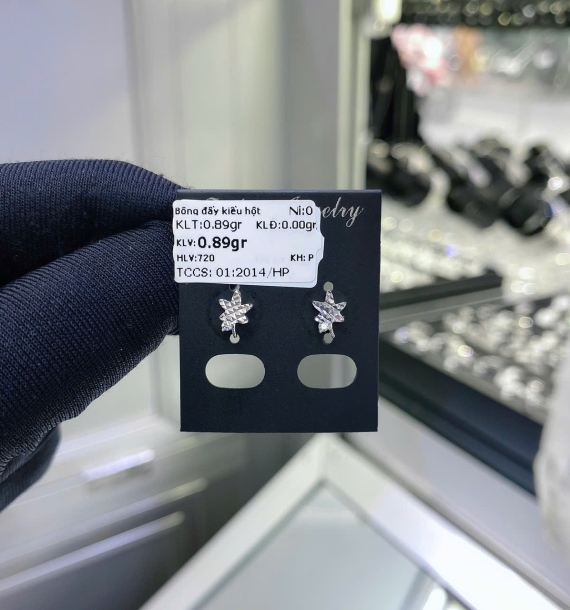 Bông đẩy kiểu hột Ni:0
KLT:0.89gr KLĐ:0.00gr
KLV:0.89gr
HLV:720 KH: P
TCCS: 01:2014/HP